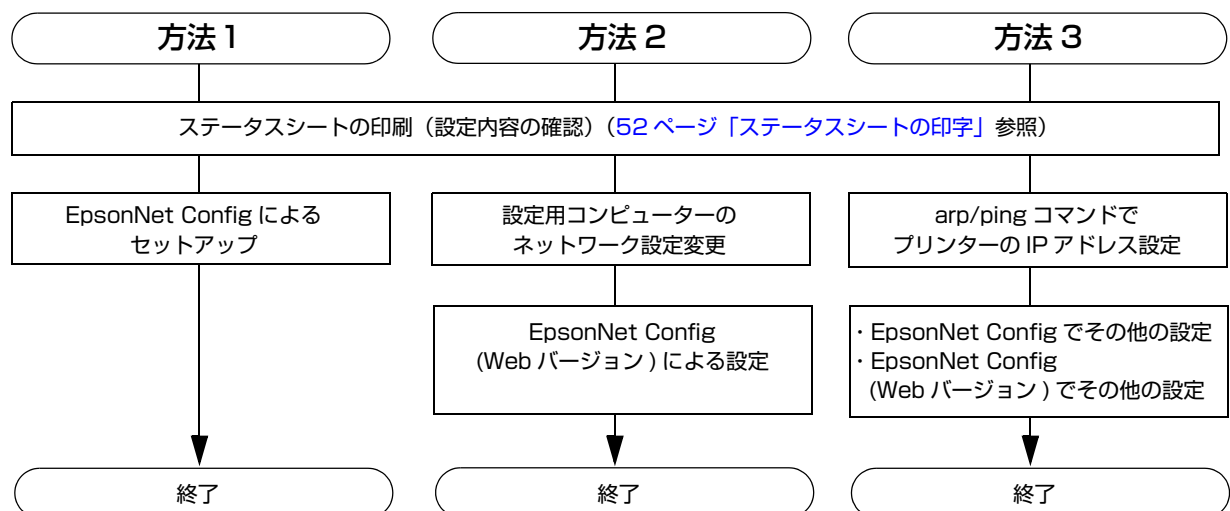 方法 1
方法 2
方法 3
ステータスシートの印刷（設定内容の確認）（52 ページ「ステータスシートの印字」参照）
EpsonNet Config による
セットアップ
設定用コンピューターの
ネットワーク設定変更
arp/ping コマンドで
プリンターの IP アドレス設定
EpsonNet Config
(Web バージョン ) による設定
・EpsonNet Config でその他の設定
・EpsonNet Config
(Web バージョン ) でその他の設定
終了
終了
終了